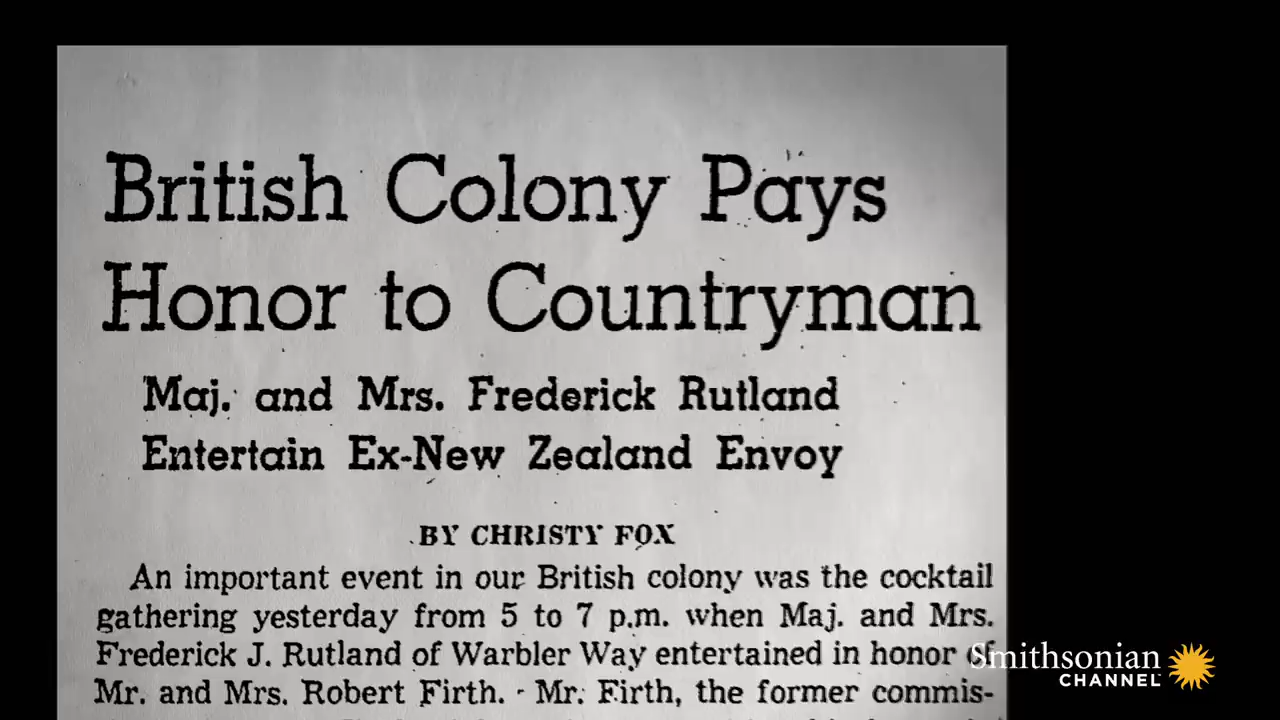 British Colony Pays
Honor to Countryman
Maj. and Mrs. Frederick Rutland
Entertain Ex-New Zealand Envoy
BY CHRISTY FOX
An important event in our British colony was the cocktail
gathering yesterday from 5 to 7 p.m. when Maj. and Mrs.
Frederick J. Rutland of Warbler Way entertained in honor of
Mr. and Mrs. Robert Firth. - Mr. Firth, the former commis-
Smithsonian
CHANNEL